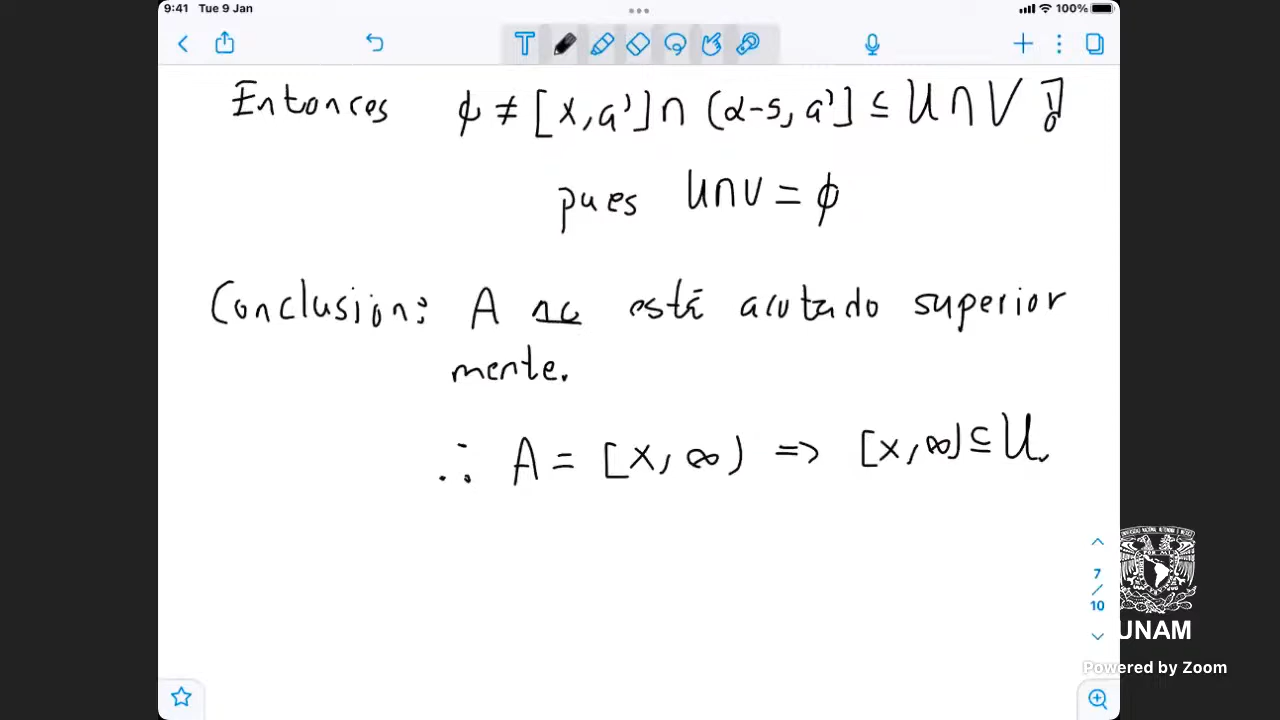 9:41 Tue 9 Jan
100%
Entonces ϕ ≠ [x, a'] ∩ (α-s, a'] ⊆ U ∩ V !
pues U∩V = ϕ
Conclusión: A no está acotado superior
mente.
∴ A = [x, ∞) => [x, ∞) ⊆ U.
7
/
10
UNAM
Powered by Zoom